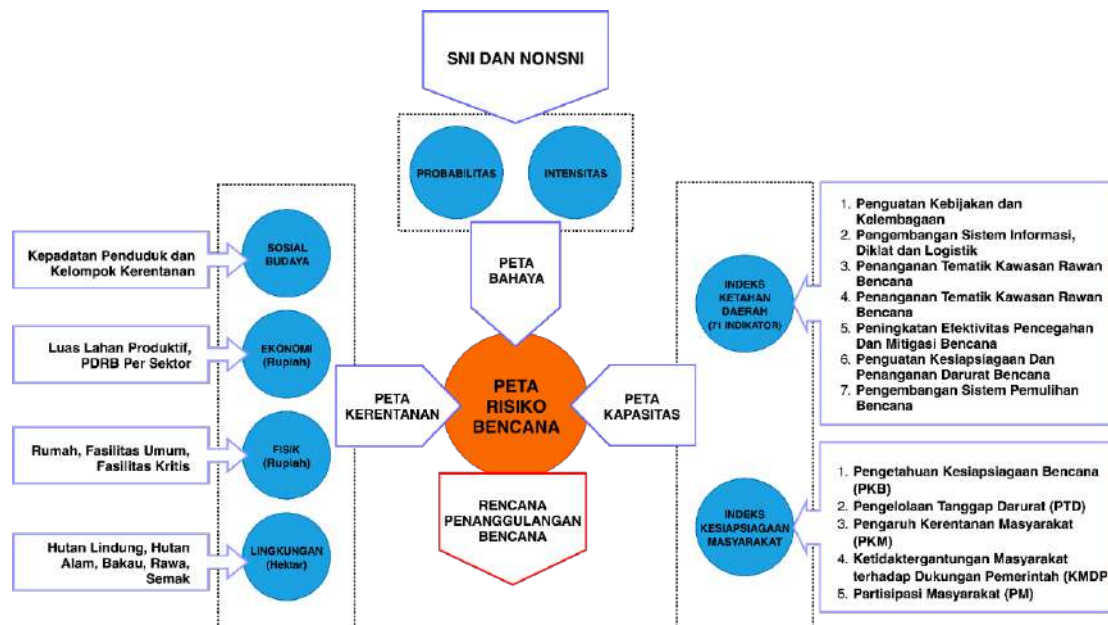 SNI DAN NONSNI
PROBABILITAS
INTENSITAS
PETA
BAHAYA
Kepadatan Penduduk dan
Kelompok Kerentanan
SOSIAL
BUDAYA
Luas Lahan Produktif,
PDRB Per Sektor
EKONOMI
(Rupiah)
Rumah, Fasilitas Umum,
Fasilitas Kritis
FISIK
(Rupiah)
Hutan Lindung, Hutan
Alam, Bakau, Rawa,
Semak
LINGKUNGAN
(Hektar)
PETA
KERENTANAN
PETA
RISIKO
BENCANA
PETA
KAPASITAS
RENCANA
PENANGGULANGAN
BENCANA
INDEKS
KETAHAN
DAERAH
(71 INDIKATOR)
1. Penguatan Kebijakan dan
Kelembagaan
2. Pengembangan Sistem Informasi,
Diklat dan Logistik
3. Penanganan Tematik Kawasan Rawan
Bencana
4. Penanganan Tematik Kawasan Rawan
Bencana
5. Peningkatan Efektivitas Pencegahan
Dan Mitigasi Bencana
6. Penguatan Kesiapsiagaan Dan
Penanganan Darurat Bencana
7. Pengembangan Sistem Pemulihan
Bencana
INDEKS
KESIAPSIAGAAN
MASYARAKAT
1. Pengetahuan Kesiapsiagaan Bencana
(PKB)
2. Pengelolaan Tanggap Darurat (PTD)
3. Pengaruh Kerentanan Masyarakat
(PKM)
4. Ketidaktergantungan Masyarakat
terhadap Dukungan Pemerintah (KMDP
5. Partisipasi Masyarakat (PM)